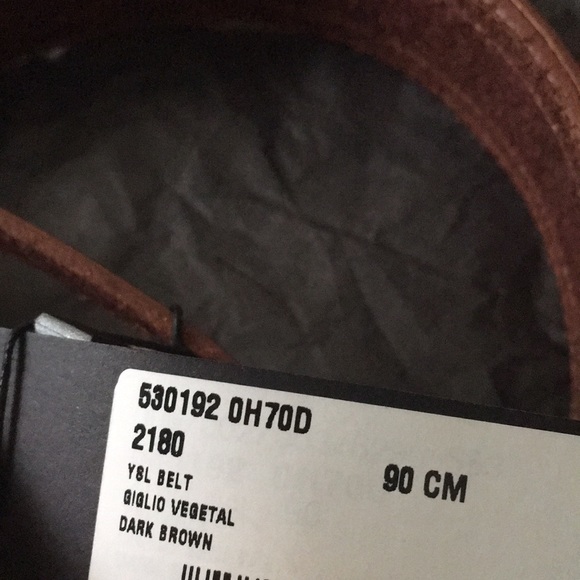 530192 0H70D
2180
90 CM
YSL BELT
GIGLIO VEGETAL
DARK BROWN